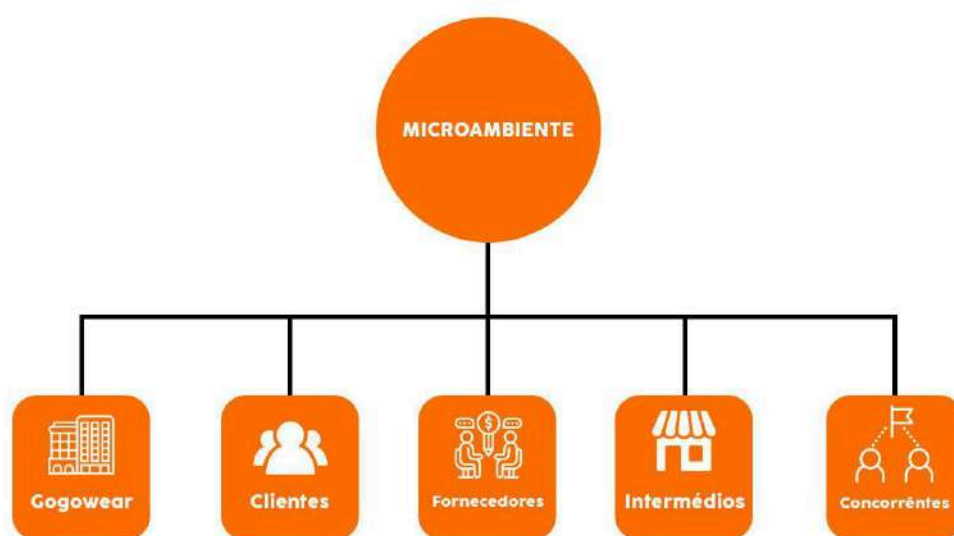 MICROAMBIENTE
Gogowear
Clientes
Fornecedores
Intermédios
Concorrêntes